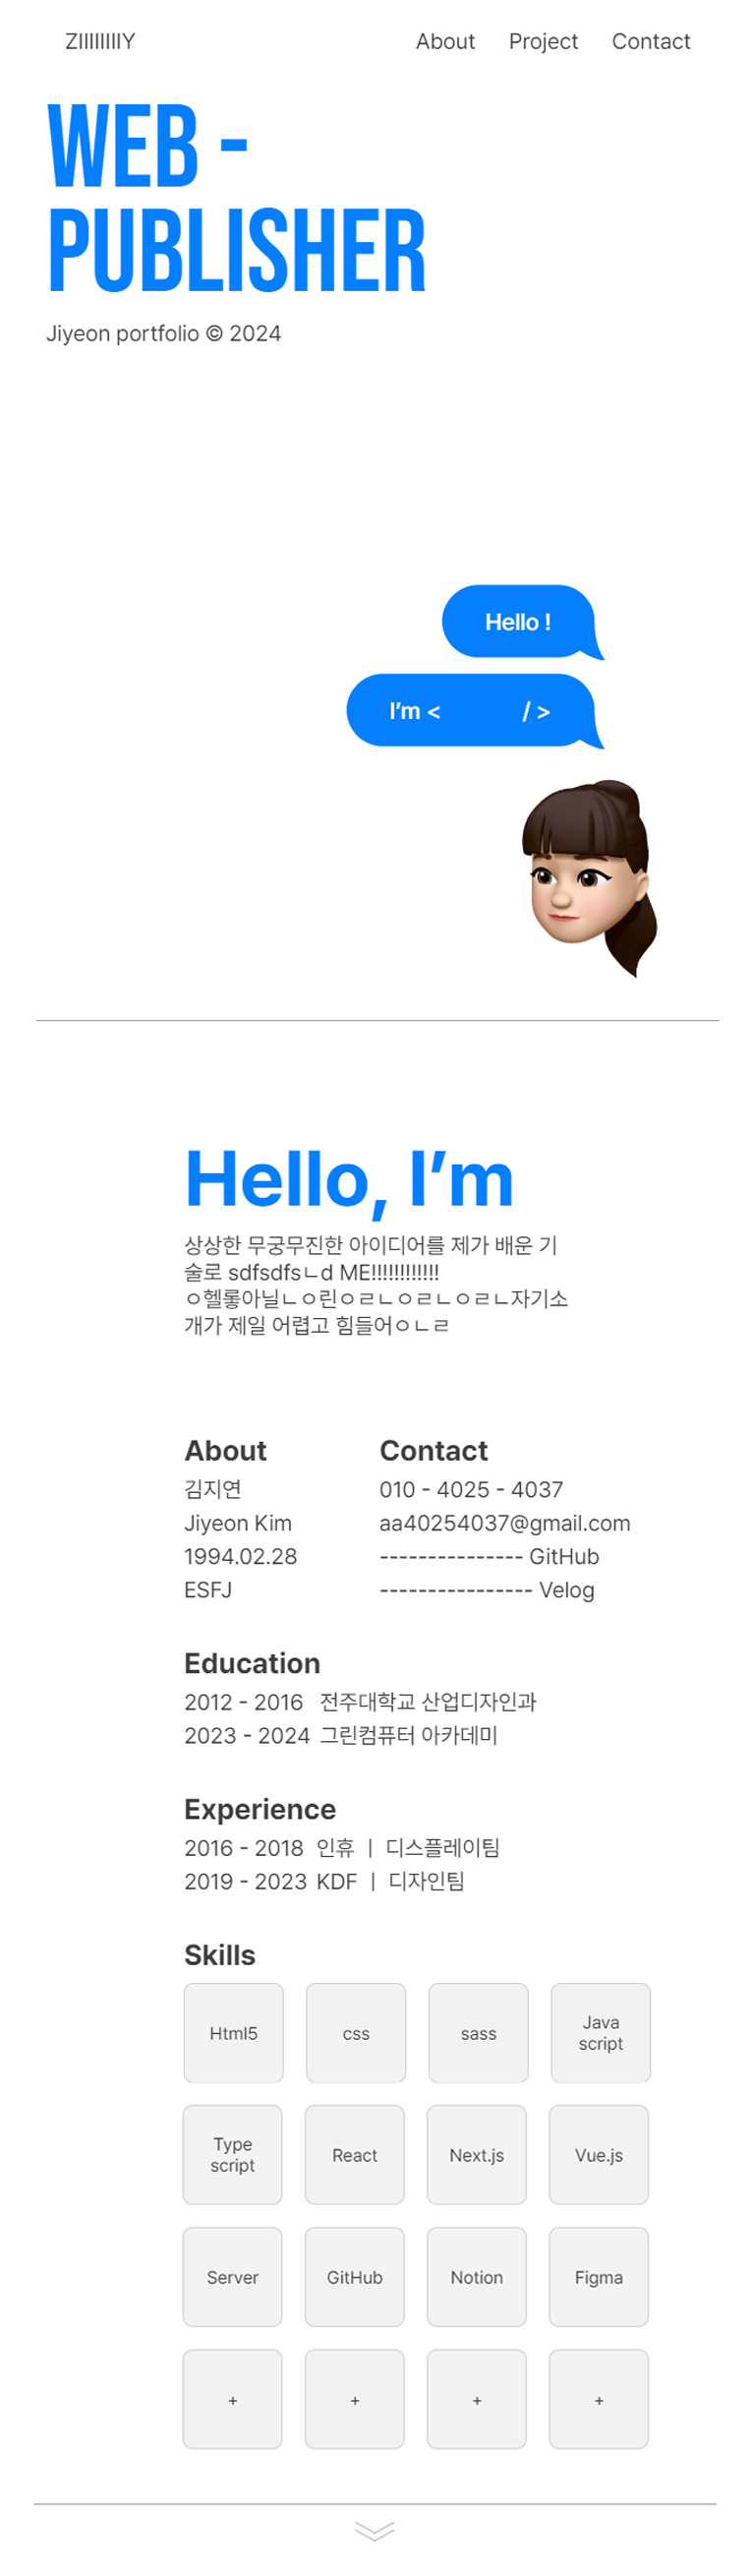 ZIIIIIIIY About Project Contact
WEB -
PUBLISHER
Jiyeon portfolio © 2024
Hello !
I’m < / >
Hello, I’m
상상한 무궁무진한 아이디어를 제가 배운 기
술로 sdfsdfsㄴd ME!!!!!!!!!!!!
ㅇ헬롷아닐ㄴㅇ린ㅇㄹㄴㅇㄹㄴㅇㄹㄴ자기소
개가 제일 어렵고 힘들어ㅇㄴㄹ
About
김지연
Jiyeon Kim
1994.02.28
ESFJ
Contact
010 - 4025 - 4037
aa40254037@gmail.com
--------------- GitHub
---------------- Velog
Education
2012 - 2016 전주대학교 산업디자인과
2023 - 2024 그린컴퓨터 아카데미
Experience
2016 - 2018 인휴 | 디스플레이팀
2019 - 2023 KDF | 디자인팀
Skills
Html5
css
sass
Java
script
Type
script
React
Next.js
Vue.js
Server
GitHub
Notion
Figma
+
+
+
+